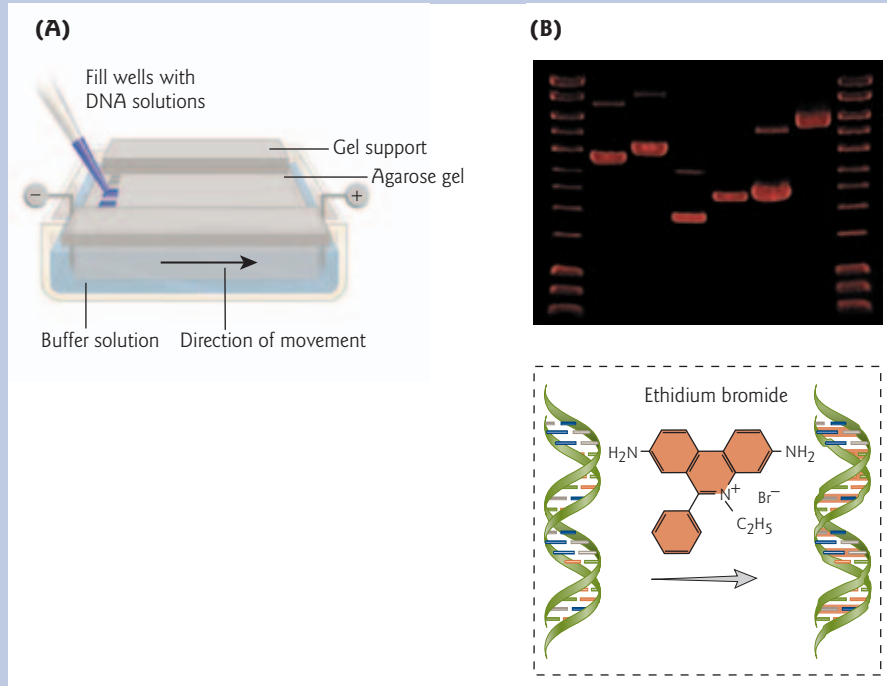 (A)
Fill wells with
DNA solutions
Gel support
Agarose gel
−
+
Buffer solution
Direction of movement
(B)
Ethidium bromide
H₂N
NH₂
N⁺
Br⁻
C₂H₅